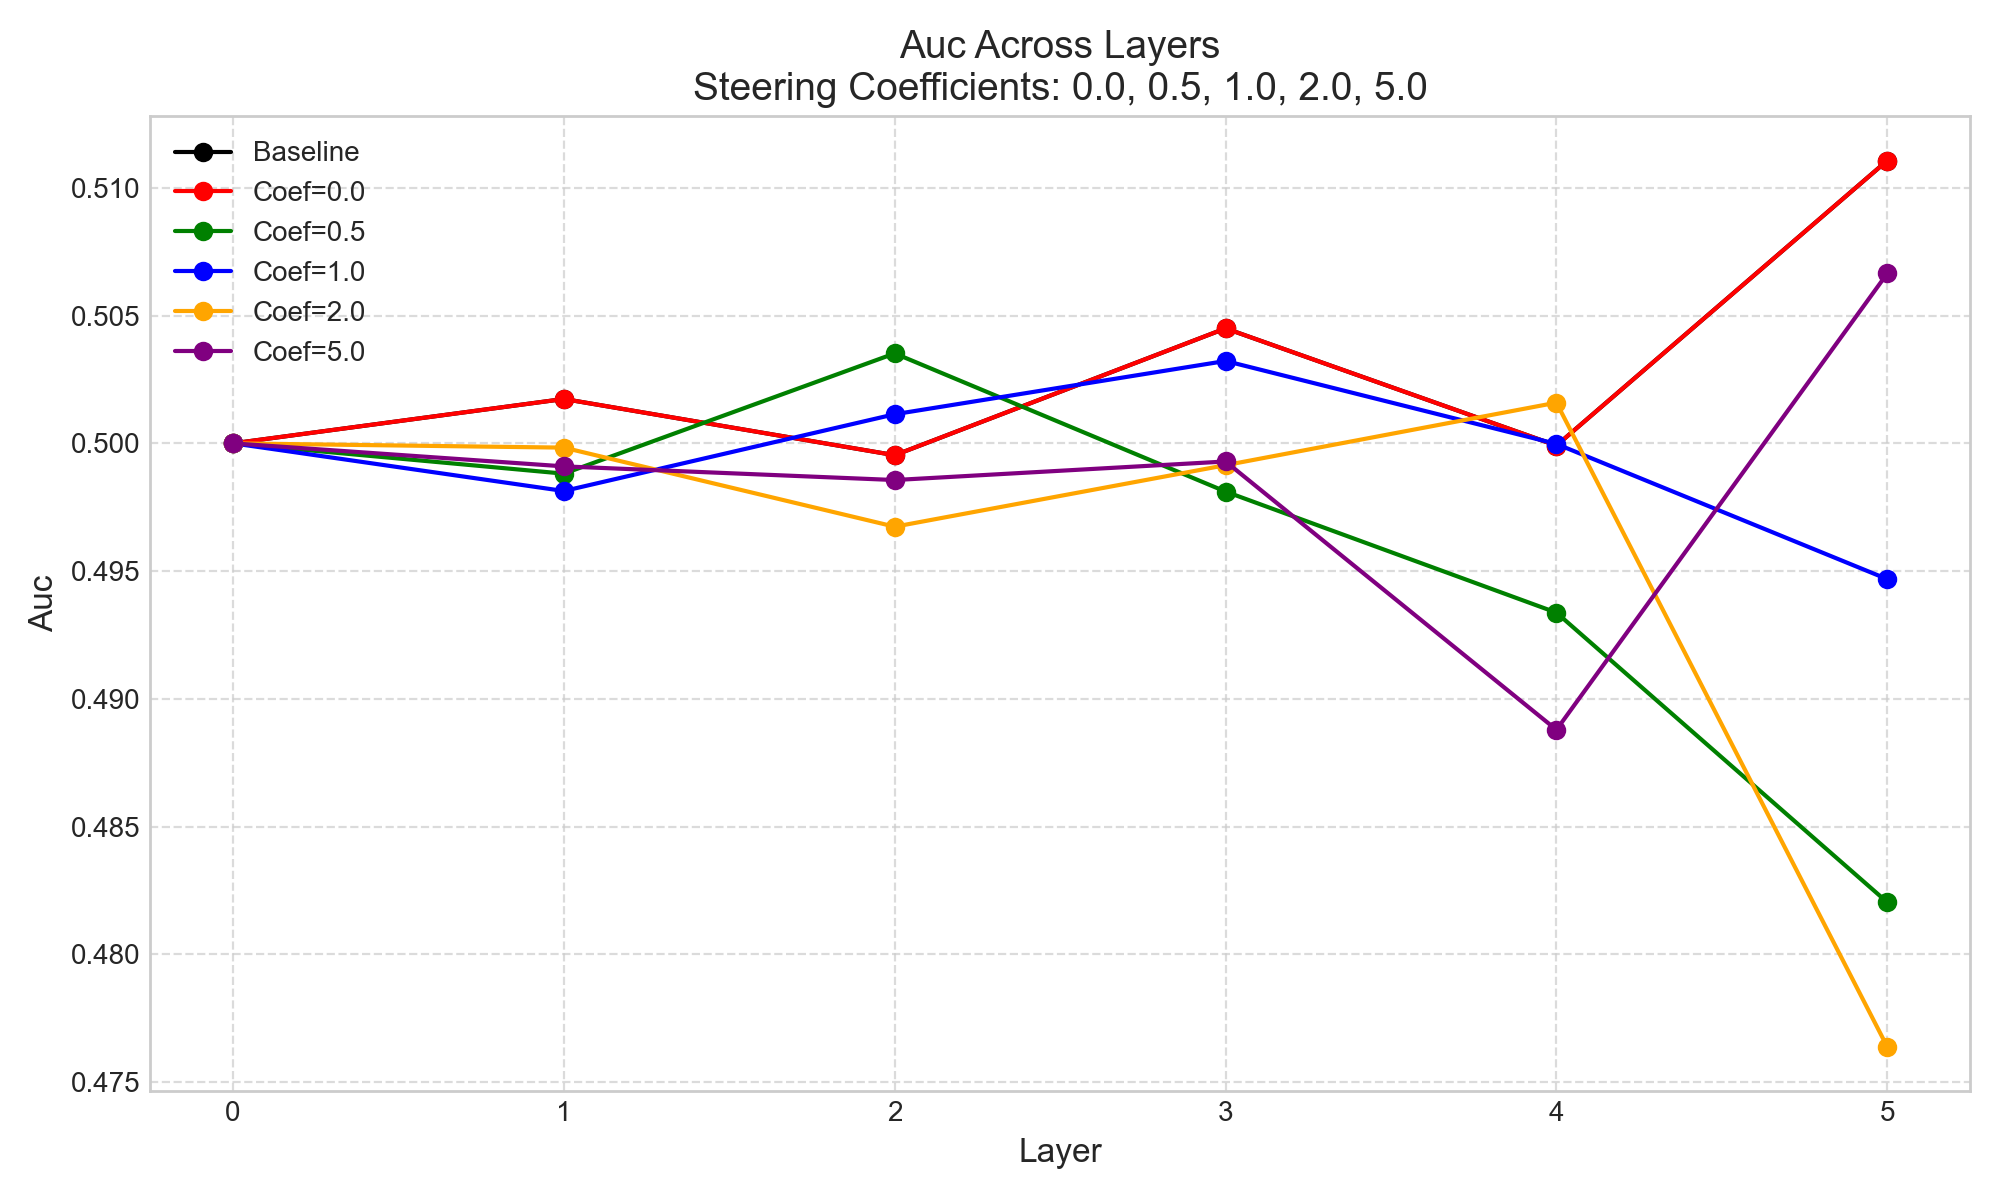 Auc Across Layers
Steering Coefficients: 0.0, 0.5, 1.0, 2.0, 5.0
Baseline
Coef=0.0
Coef=0.5
Coef=1.0
Coef=2.0
Coef=5.0
Auc
0.510
0.505
0.500
0.495
0.490
0.485
0.480
0.475
0 1 2 3 4 5
Layer